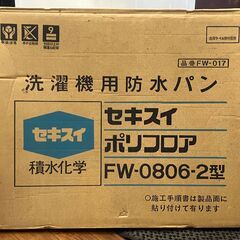 品番FW-017
洗濯機用防水パン
セキスイ
積水化学
セキスイ
ポリフロア
FW-0806-2型
○施工手順書は製品面に
貼り付けて有ります